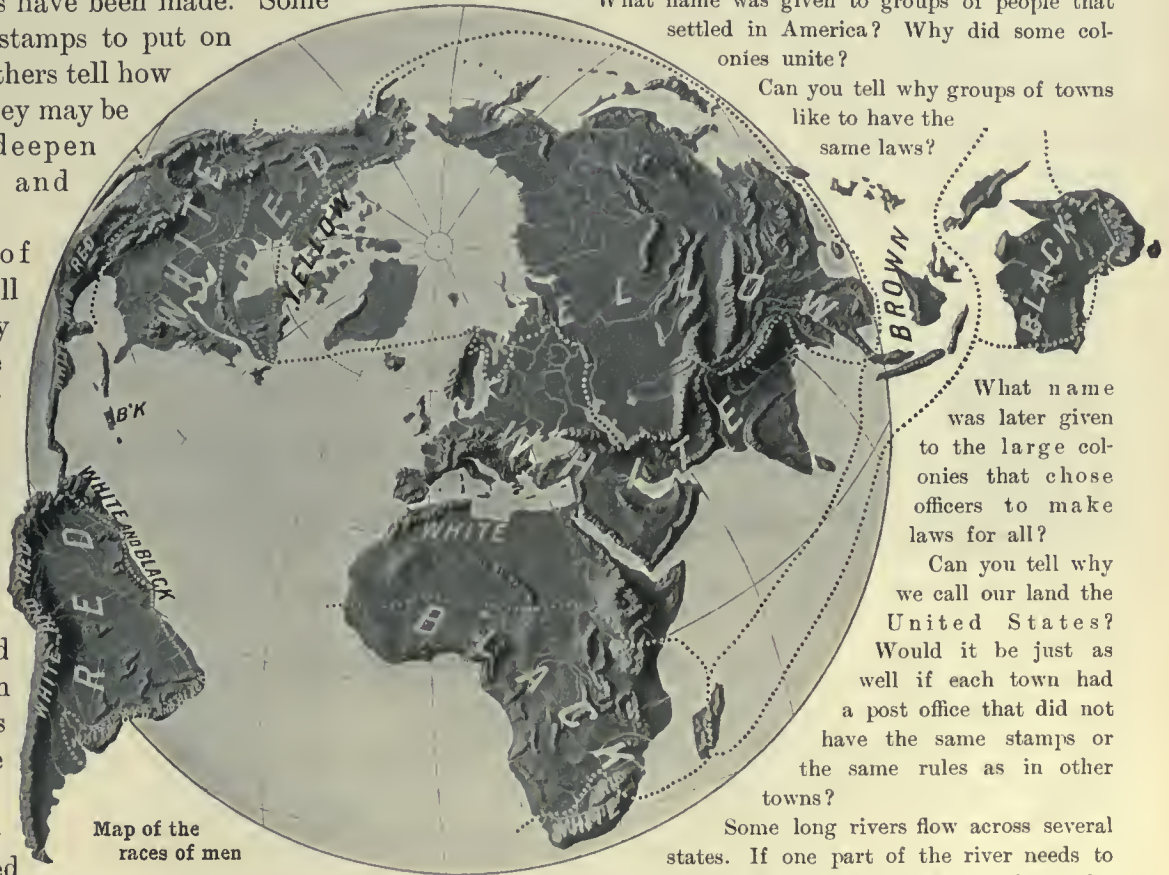 s have been made. Some
stamps to put on
thers tell how
ey may be
deepen
and
of
ll
y
d
n
s
e
ed
What name was given to groups of people that
settled in America? Why did some col-
onies unite?
Can you tell why groups of towns
like to have the
same laws?
RED
WHITE
RED
YELLOW
B'K
WHITE AND BLACK
RED
RED
WHITE
LLOW
WHITE
WHITE
B
A
C
WHITE
BROWN
BLACK
What name
was later given
to the large col-
onies that chose
officers to make
laws for all?
Can you tell why
we call our land the
United States?
Would it be just as
well if each town had
a post office that did not
have the same stamps or
the same rules as in other
towns?
Some long rivers flow across several
states. If one part of the river needs to
Map of the
races of men